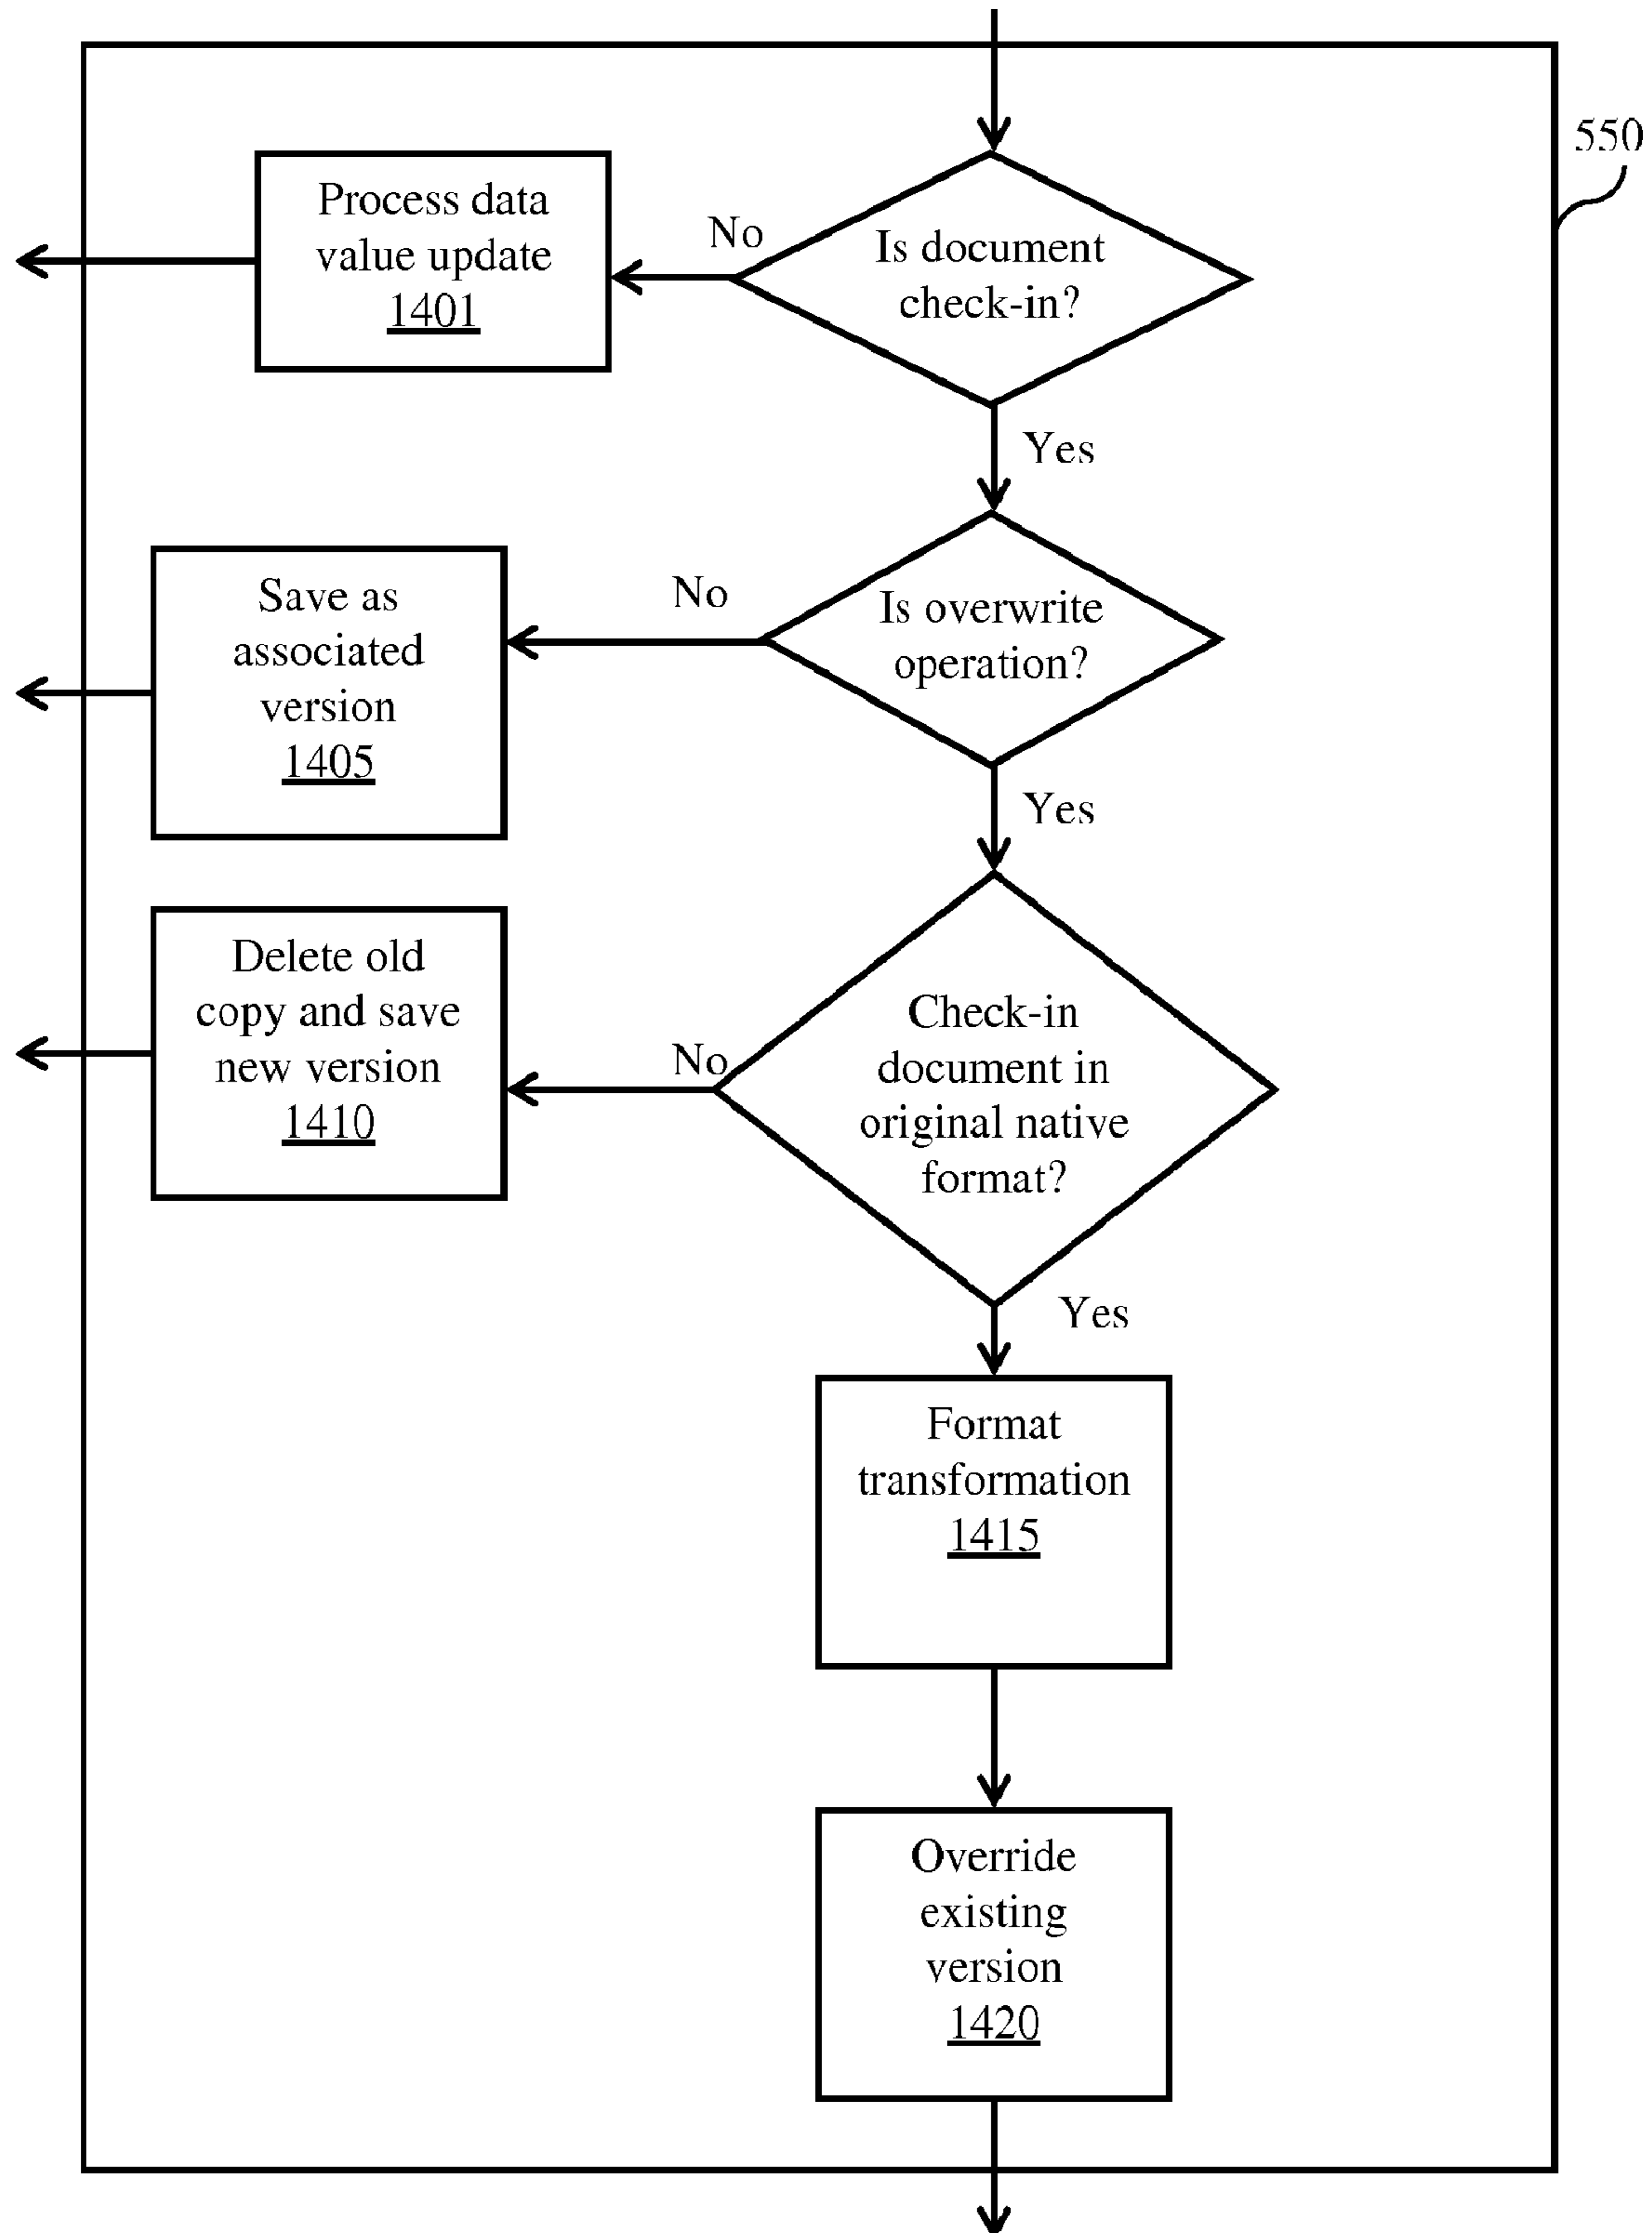 550
Process data
value update
1401
No
Is document
check-in?
Yes
Save as
associated
version
1405
No
Is overwrite
operation?
Yes
Delete old
copy and save
new version
1410
No
Check-in
document in
original native
format?
Yes
Format
transformation
1415
Override
existing
version
1420